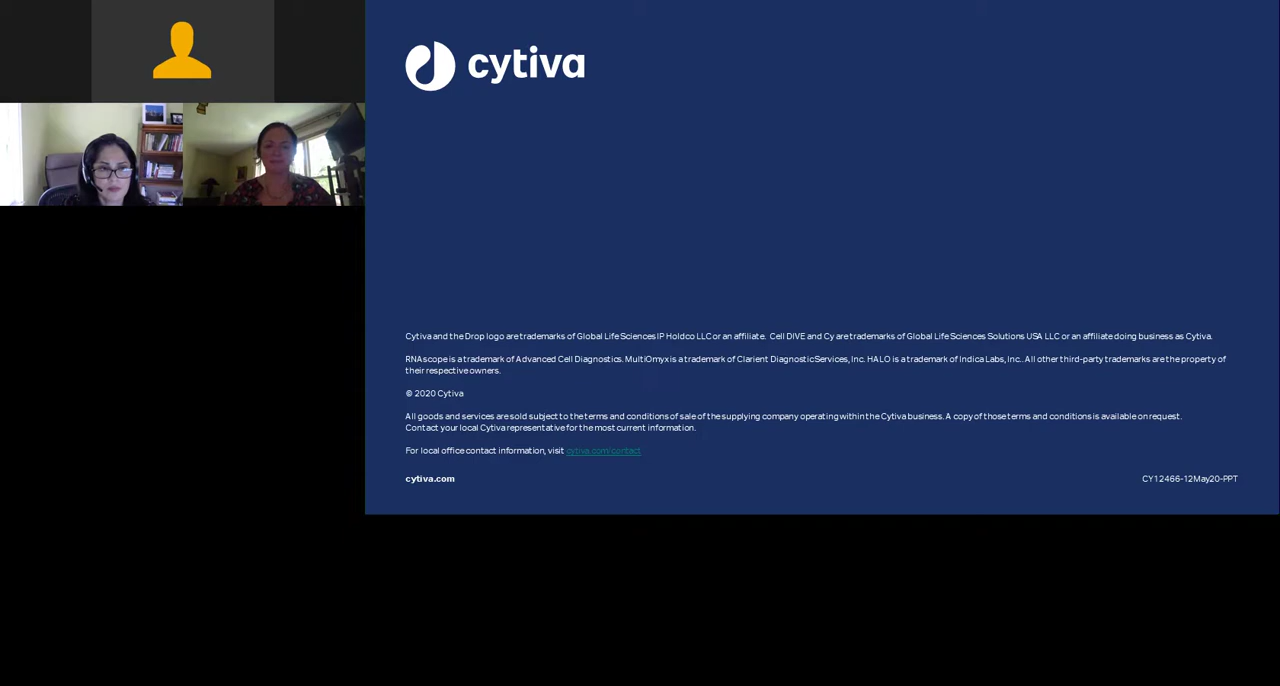 cytiva
Cytiva and the Drop logo are trademarks of Global Life Sciences IP Holdco LLC or an affiliate. Cell DIVE and Cy are trademarks of Global Life Sciences Solutions USA LLC or an affiliate doing business as Cytiva.
RNAscope is a trademark of Advanced Cell Diagnostics. MultiOmyx is a trademark of Clarient Diagnostic Services, Inc. HALO is a trademark of Indica Labs, Inc.. All other third-party trademarks are the property of
their respective owners.
© 2020 Cytiva
All goods and services are sold subject to the terms and conditions of sale of the supplying company operating within the Cytiva business. A copy of those terms and conditions is available on request.
Contact your local Cytiva representative for the most current information.
For local office contact information, visit cytiva.com/contact
cytiva.com
CY12466-12May20-PPT